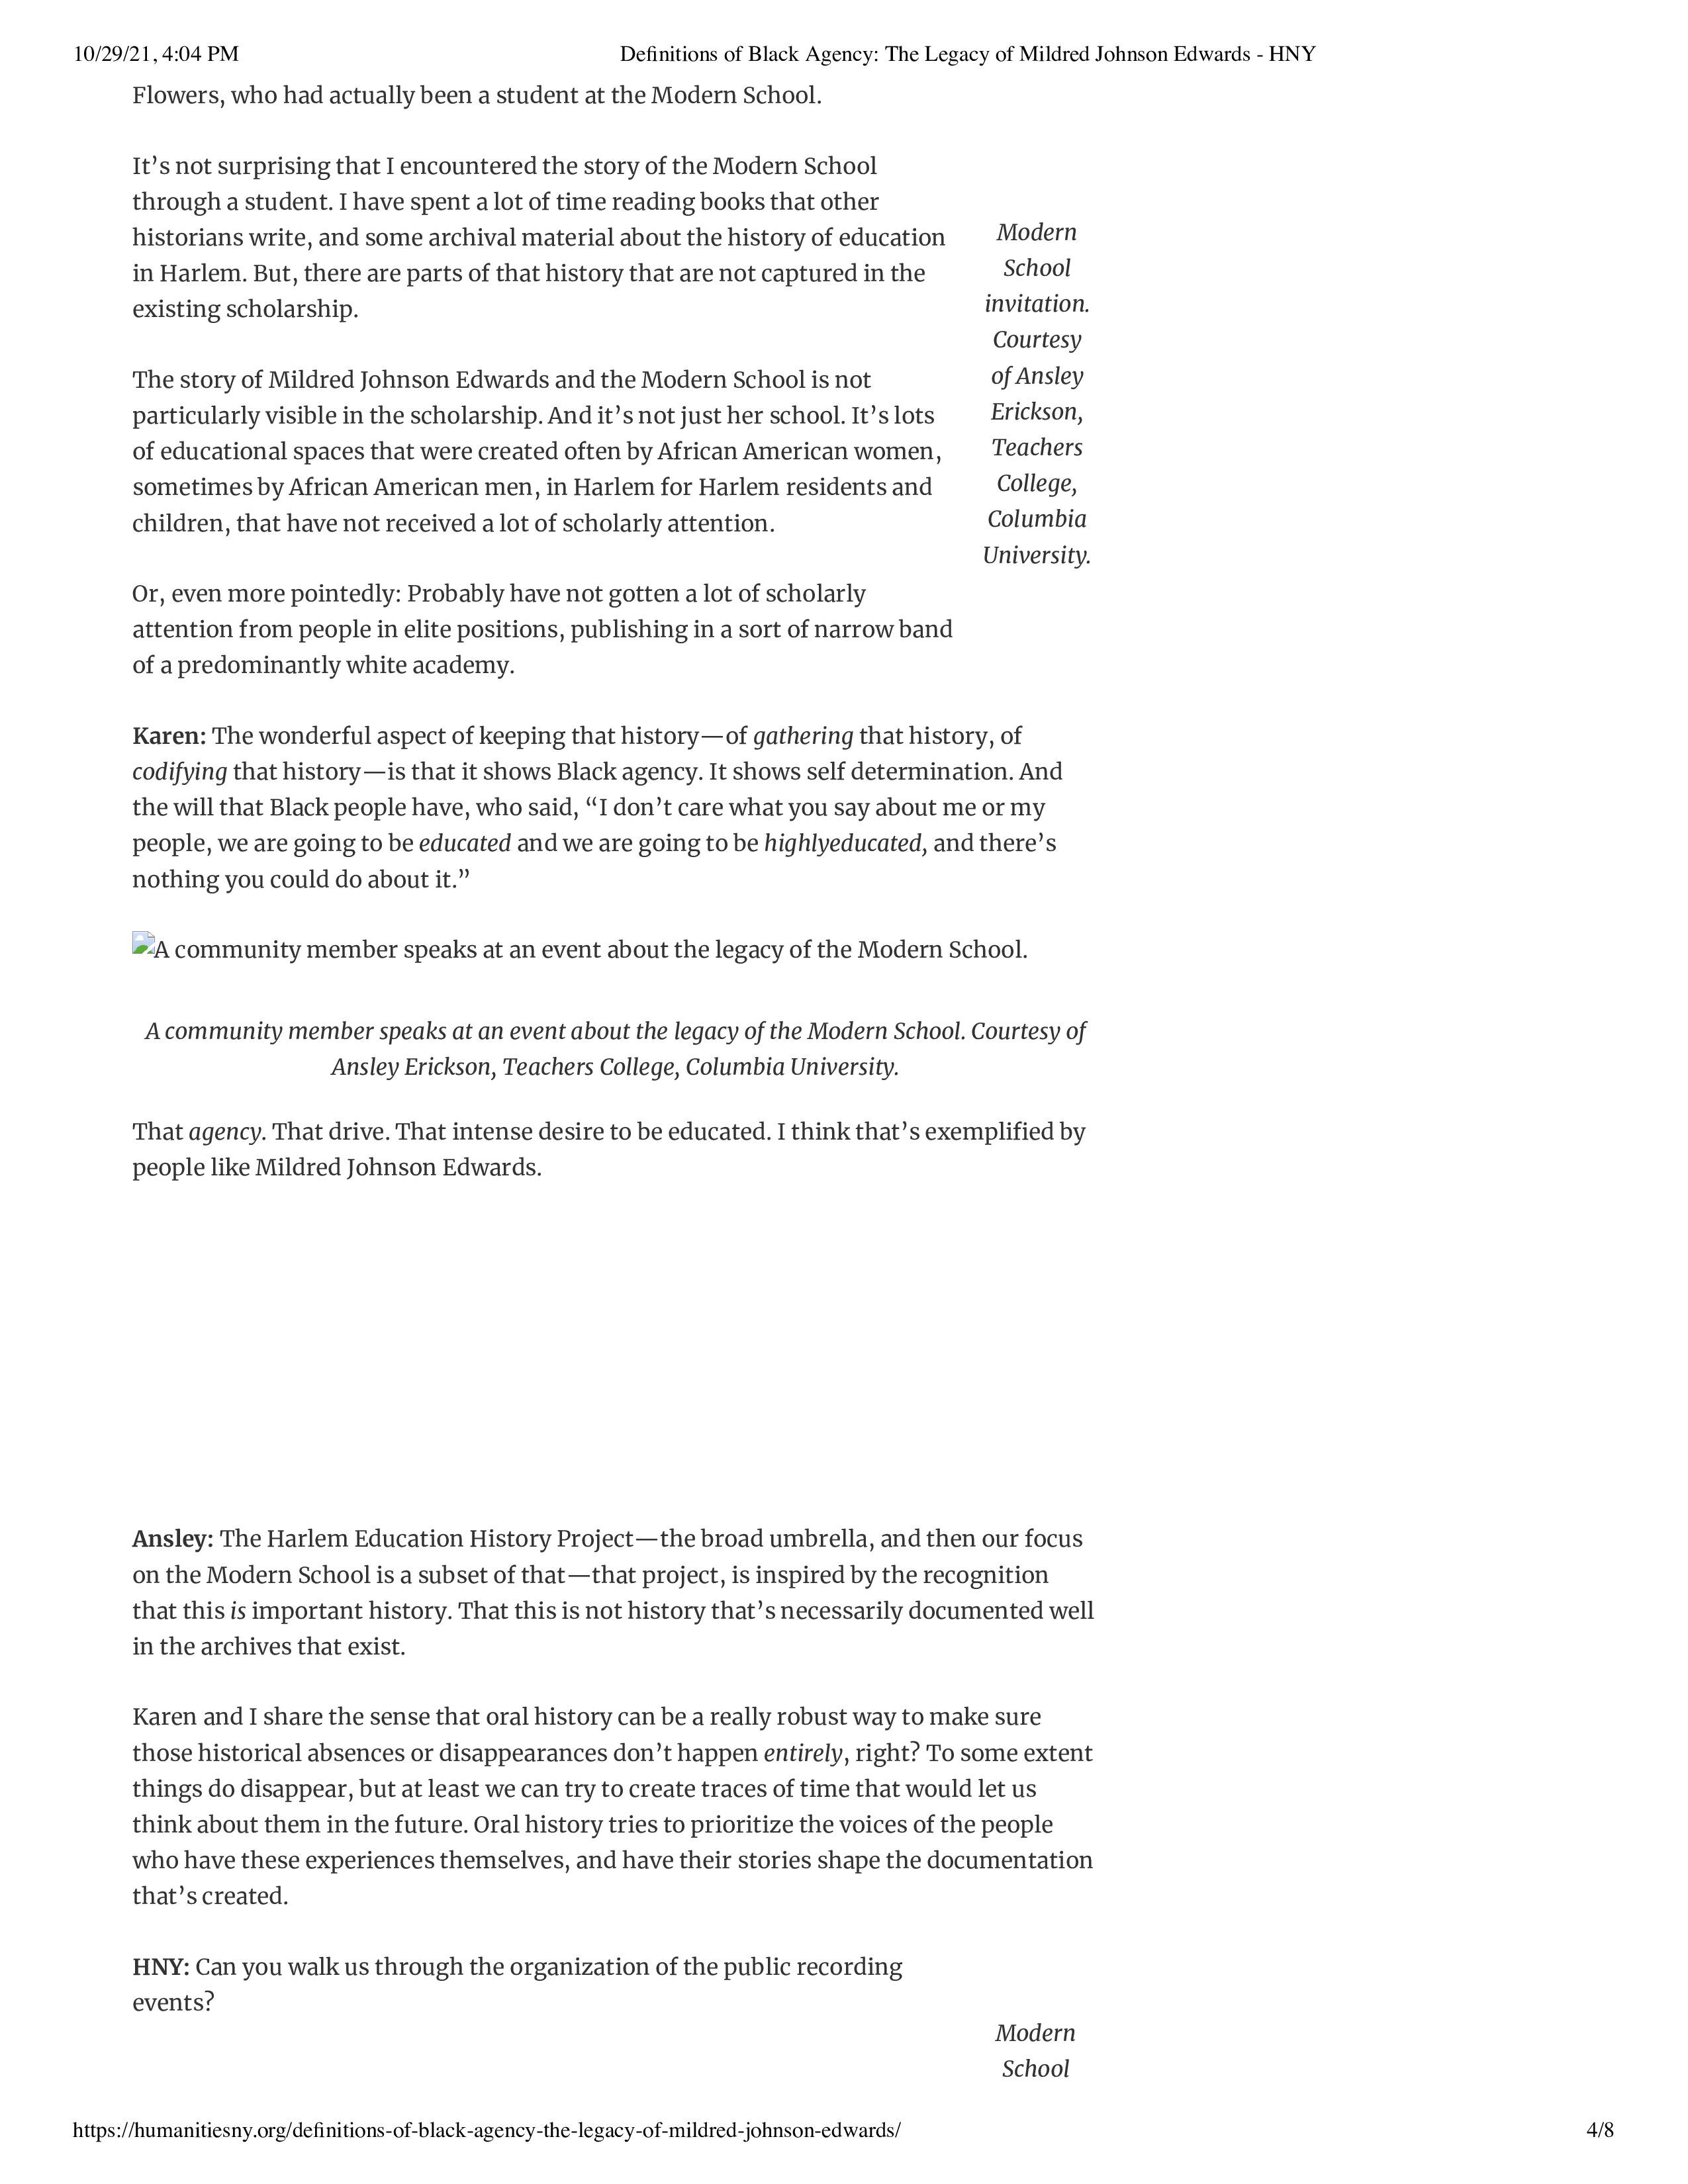 10/29/21, 4:04 PM Definitions of Black Agency: The Legacy of Mildred Johnson Edwards - HNY
Flowers, who had actually been a student at the Modern School.
It’s not surprising that I encountered the story of the Modern School
through a student. I have spent a lot of time reading books that other
historians write, and some archival material about the history of education
in Harlem. But, there are parts of that history that are not captured in the
existing scholarship.
Modern
School
invitation.
Courtesy
of Ansley
Erickson,
Teachers
College,
Columbia
University.
The story of Mildred Johnson Edwards and the Modern School is not
particularly visible in the scholarship. And it’s not just her school. It’s lots
of educational spaces that were created often by African American women,
sometimes by African American men, in Harlem for Harlem residents and
children, that have not received a lot of scholarly attention.
Or, even more pointedly: Probably have not gotten a lot of scholarly
attention from people in elite positions, publishing in a sort of narrow band
of a predominantly white academy.
Karen: The wonderful aspect of keeping that history—of gathering that history, of
codifying that history—is that it shows Black agency. It shows self determination. And
the will that Black people have, who said, “I don’t care what you say about me or my
people, we are going to be educated and we are going to be highlyeducated, and there’s
nothing you could do about it.”
A community member speaks at an event about the legacy of the Modern School.
A community member speaks at an event about the legacy of the Modern School. Courtesy of
Ansley Erickson, Teachers College, Columbia University.
That agency. That drive. That intense desire to be educated. I think that’s exemplified by
people like Mildred Johnson Edwards.
Ansley: The Harlem Education History Project—the broad umbrella, and then our focus
on the Modern School is a subset of that—that project, is inspired by the recognition
that this is important history. That this is not history that’s necessarily documented well
in the archives that exist.
Karen and I share the sense that oral history can be a really robust way to make sure
those historical absences or disappearances don’t happen entirely, right? To some extent
things do disappear, but at least we can try to create traces of time that would let us
think about them in the future. Oral history tries to prioritize the voices of the people
who have these experiences themselves, and have their stories shape the documentation
that’s created.
HNY: Can you walk us through the organization of the public recording
events?
Modern
School
https://humanitiesny.org/definitions-of-black-agency-the-legacy-of-mildred-johnson-edwards/ 4/8